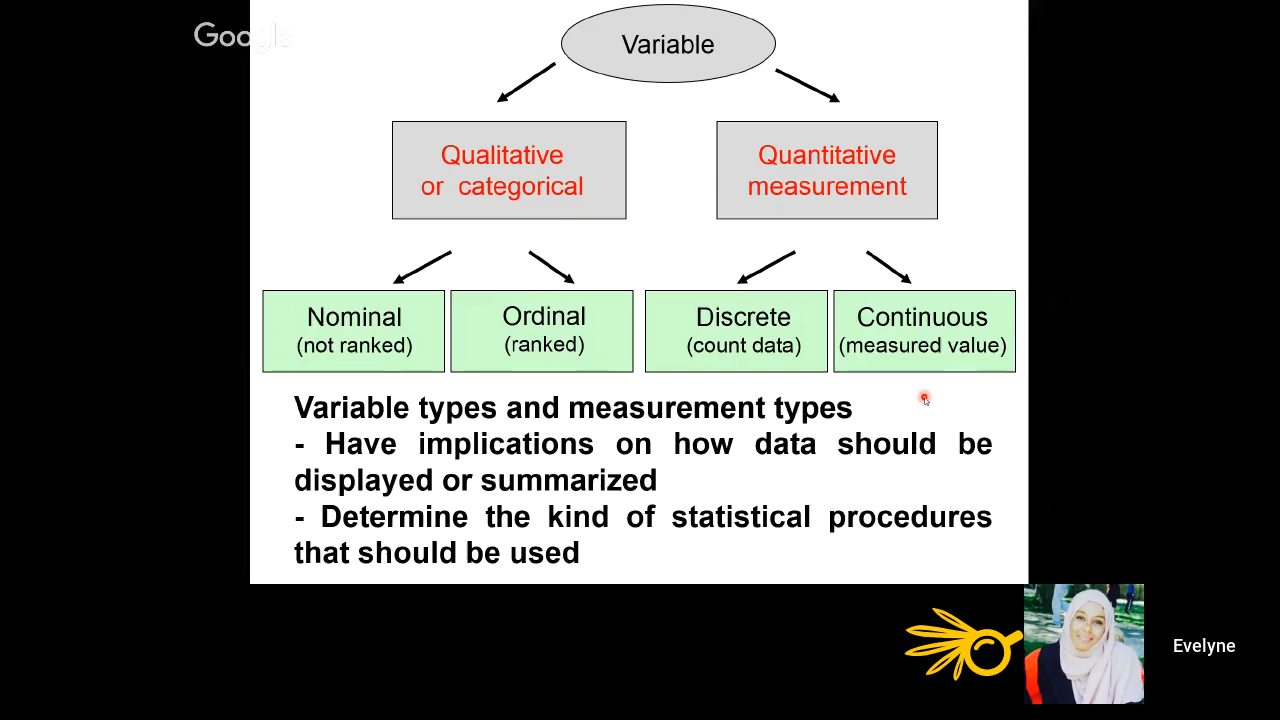 Google
Variable
Qualitative
or categorical
Quantitative
measurement
Nominal
(not ranked)
Ordinal
(ranked)
Discrete
(count data)
Continuous
(measured value)
Variable types and measurement types
- Have implications on how data should be
displayed or summarized
- Determine the kind of statistical procedures
that should be used
Evelyne